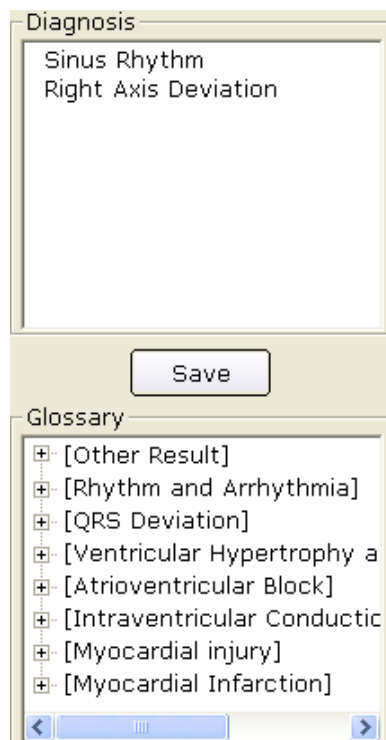 Diagnosis
Sinus Rhythm
Right Axis Deviation
Save
Glossary
[Other Result]
[Rhythm and Arrhythmia]
[QRS Deviation]
[Ventricular Hypertrophy a
[Atrioventricular Block]
[Intraventricular Conductic
[Myocardial injury]
[Myocardial Infarction]